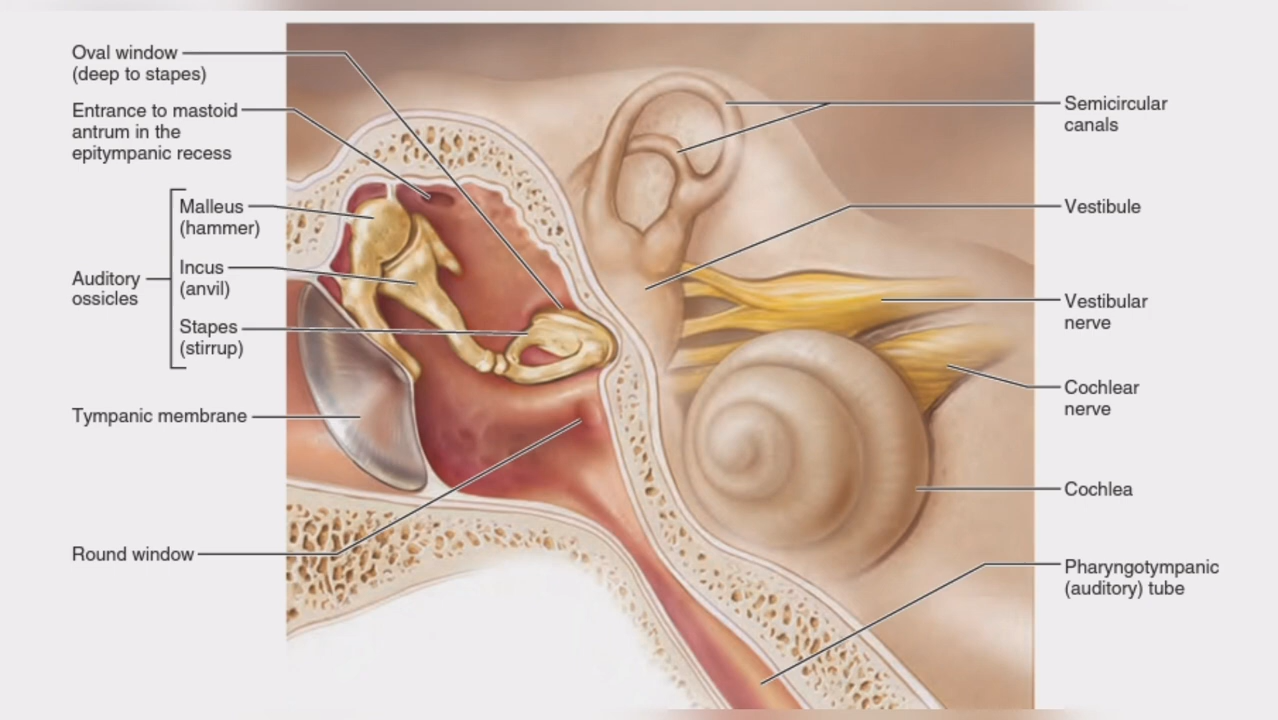 Oval window
(deep to stapes)
Entrance to mastoid
antrum in the
epitympanic recess
Malleus
(hammer)
Auditory
ossicles
Incus
(anvil)
Stapes
(stirrup)
Tympanic membrane
Round window
Semicircular
canals
Vestibule
Vestibular
nerve
Cochlear
nerve
Cochlea
Pharyngotympanic
(auditory) tube